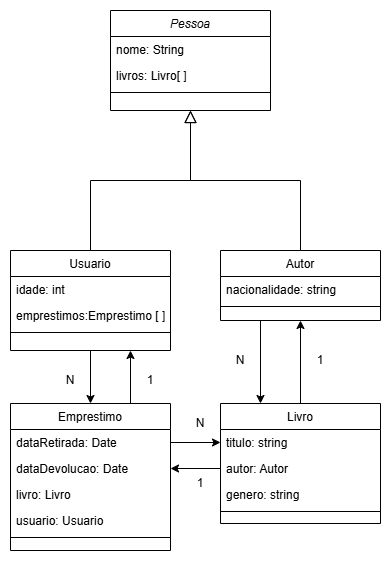 Pessoa
nome: String
livros: Livro[ ]
Usuario
idade: int
emprestimos:Emprestimo [ ]
Autor
nacionalidade: string
N
1
N
1
Emprestimo
dataRetirada: Date
dataDevolucao: Date
livro: Livro
usuario: Usuario
N
1
Livro
titulo: string
autor: Autor
genero: string